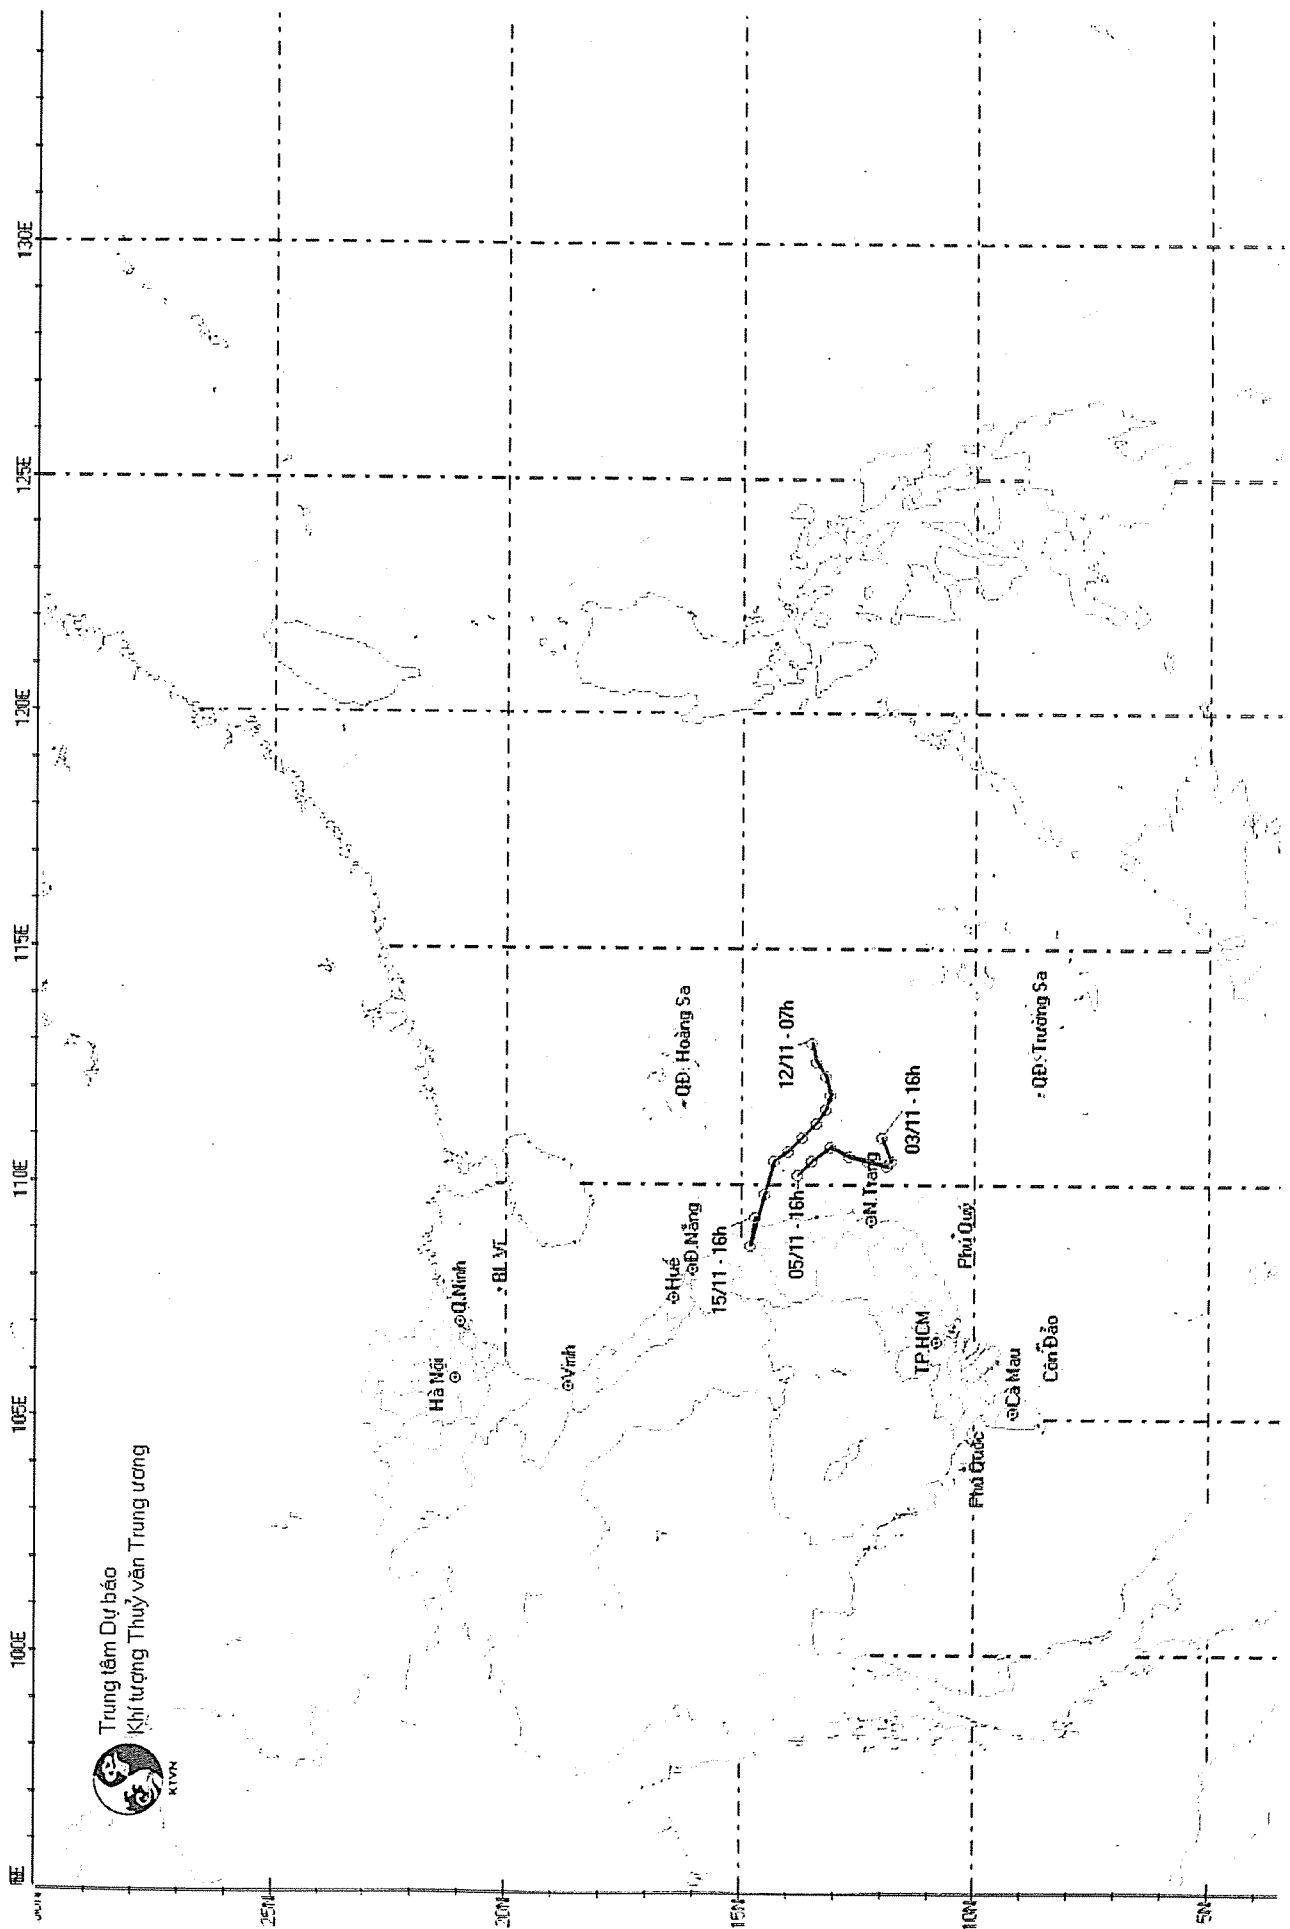 Trung tâm Dự báo
Khí tượng Thuỷ văn Trung ương
KTVN
100E
105E
110E
115E
120E
125E
130E
25N
20N
15N
10N
5N
Hà Nội
Q.Ninh
BL.Vĩ
Vinh
Huế
Đ.Nẵng
QĐ. Hoàng Sa
15/11 - 16h
12/11 - 07h
05/11 - 16h
03/11 - 16h
N.Trang
TP.HCM
Phú Quý
Phú Quốc
Cà Mau
Côn Đảo
QĐ. Trường Sa